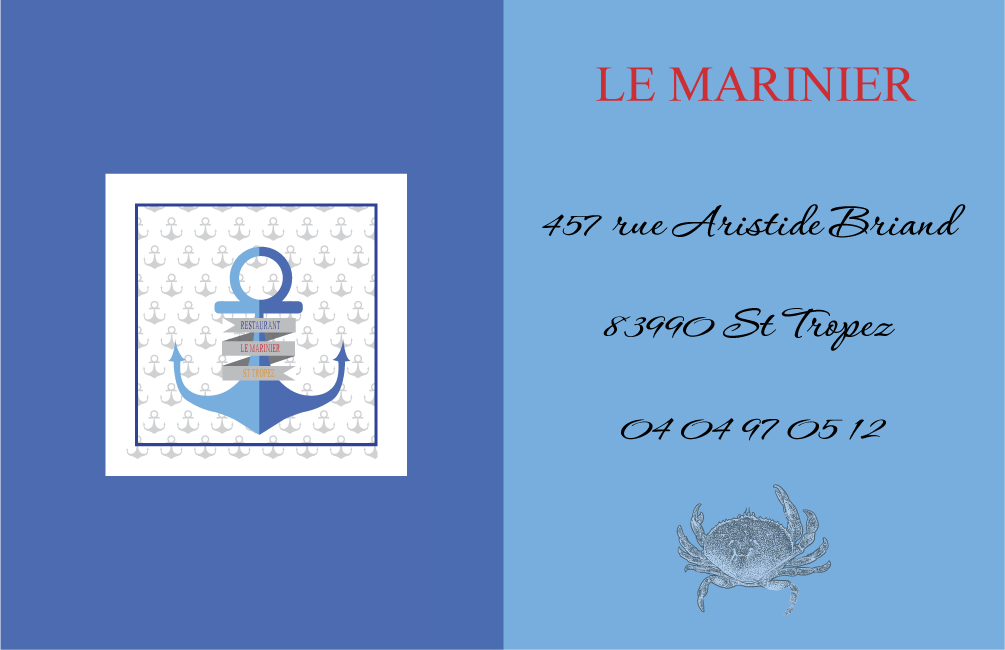 RESTAURANT
LE MARINIER
ST TROPEZ
LE MARINIER
457 rue Aristide Briand
83990 St Tropez
04 04 97 05 12